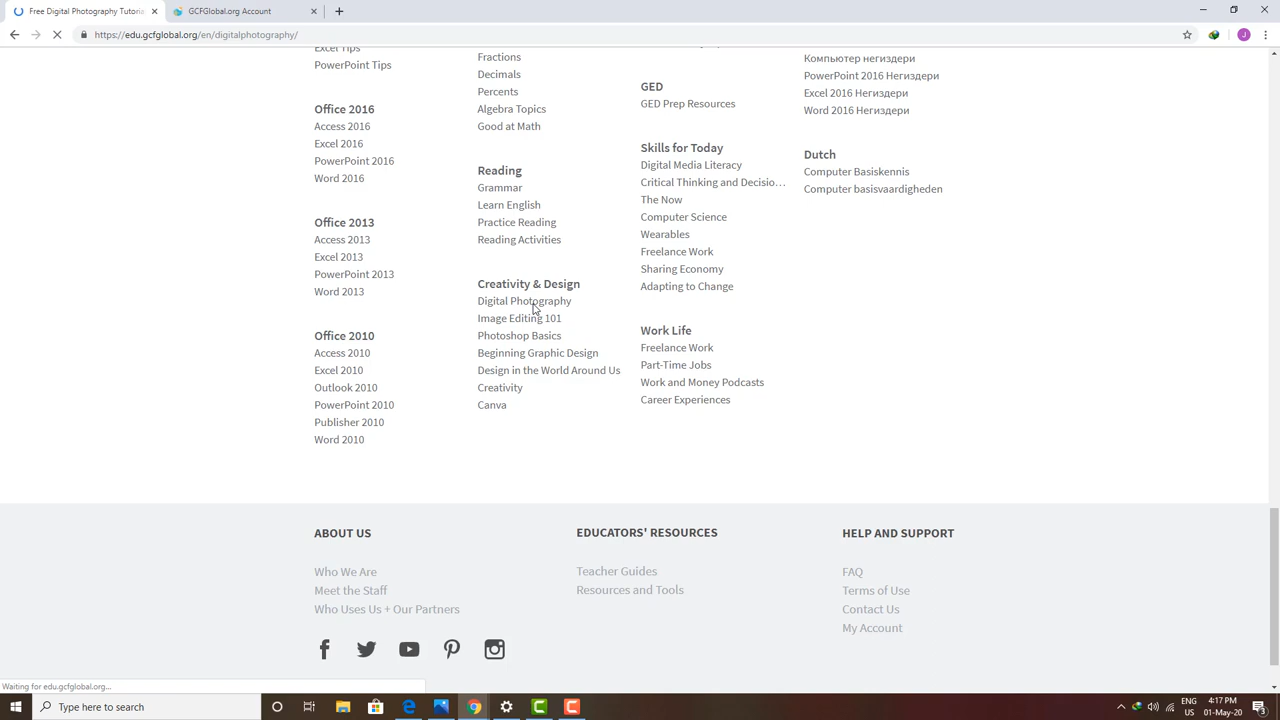 Free Digital Photography Tutoria
GCFGlobal.org Account
https://edu.gcfglobal.org/en/digitalphotography/
J
Excel Tips
PowerPoint Tips
Office 2016
Access 2016
Excel 2016
PowerPoint 2016
Word 2016
Office 2013
Access 2013
Excel 2013
PowerPoint 2013
Word 2013
Office 2010
Access 2010
Excel 2010
Outlook 2010
PowerPoint 2010
Publisher 2010
Word 2010
Fractions
Decimals
Percents
Algebra Topics
Good at Math
Reading
Grammar
Learn English
Practice Reading
Reading Activities
Creativity & Design
Digital Photography
Image Editing 101
Photoshop Basics
Beginning Graphic Design
Design in the World Around Us
Creativity
Canva
GED
GED Prep Resources
Skills for Today
Digital Media Literacy
Critical Thinking and Decisio...
The Now
Computer Science
Wearables
Freelance Work
Sharing Economy
Adapting to Change
Work Life
Freelance Work
Part-Time Jobs
Work and Money Podcasts
Career Experiences
Компьютер негиздери
PowerPoint 2016 Негиздери
Excel 2016 Негиздери
Word 2016 Негиздери
Dutch
Computer Basiskennis
Computer basisvaardigheden
ABOUT US
Who We Are
Meet the Staff
Who Uses Us + Our Partners
EDUCATORS' RESOURCES
Teacher Guides
Resources and Tools
HELP AND SUPPORT
FAQ
Terms of Use
Contact Us
My Account
Waiting for edu.gcfglobal.org...
Type here to search
ENG
US
4:17 PM
01-May-20